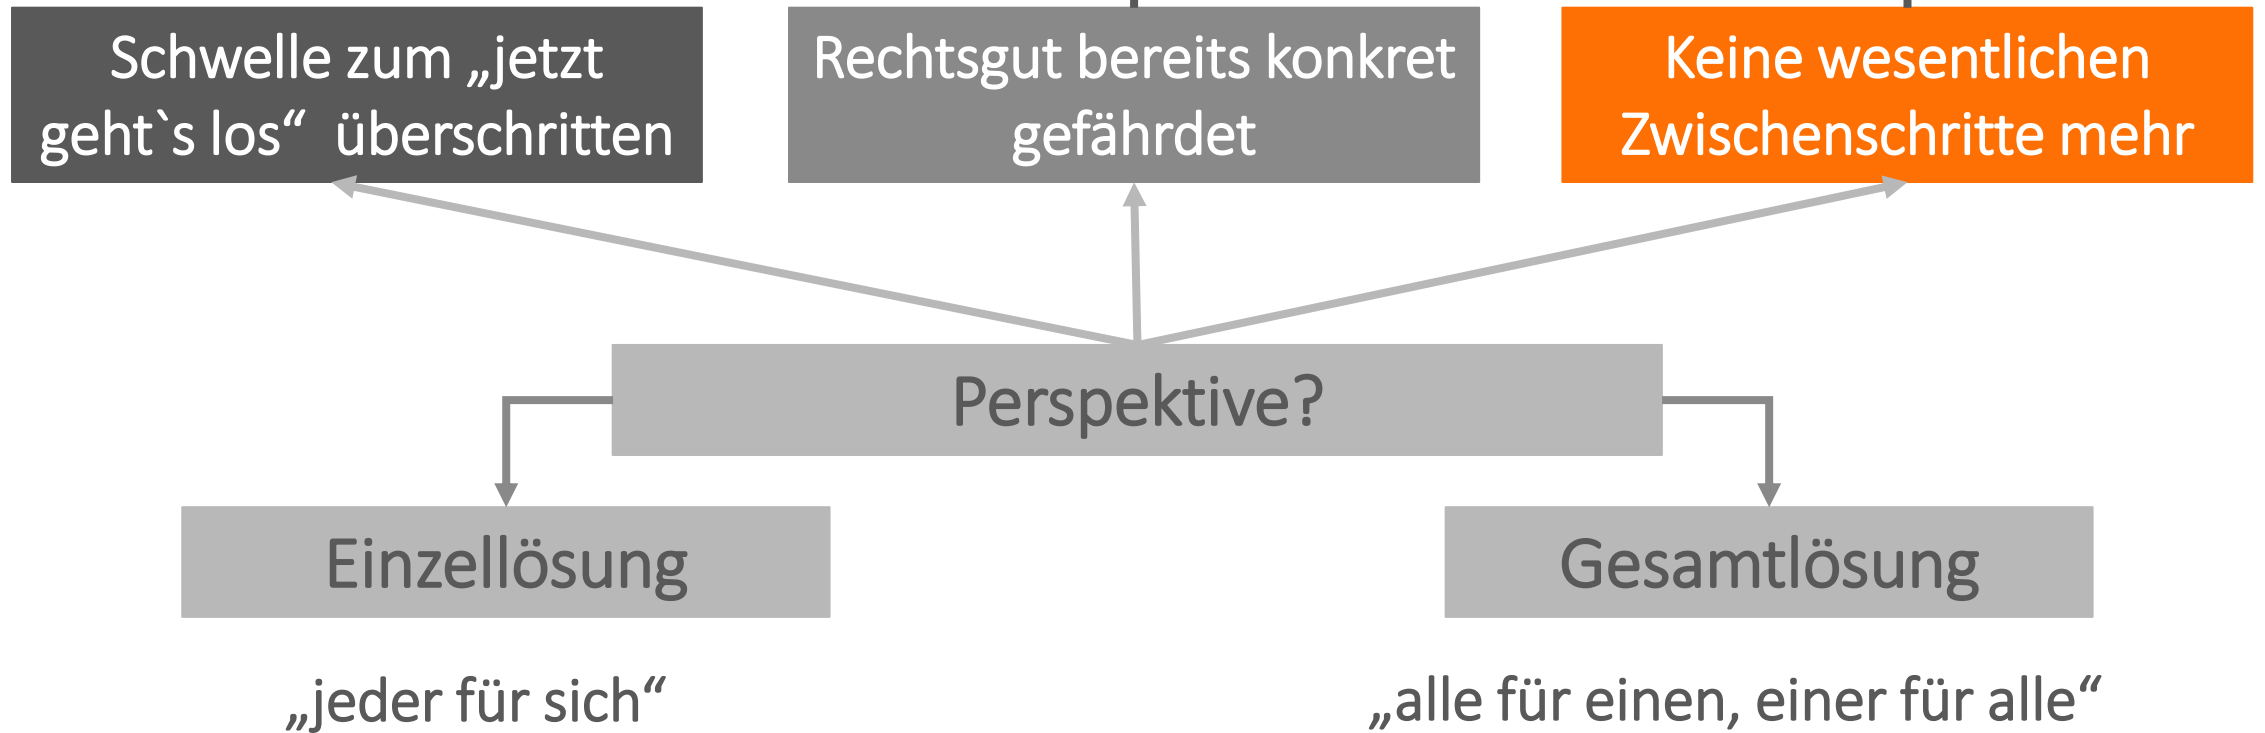 Schwelle zum „jetzt
geht`s los“ überschritten
Rechtsgut bereits konkret
gefährdet
Keine wesentlichen
Zwischenschritte mehr
Perspektive?
Einzellösung
Gesamtlösung
„jeder für sich“
„alle für einen, einer für alle“